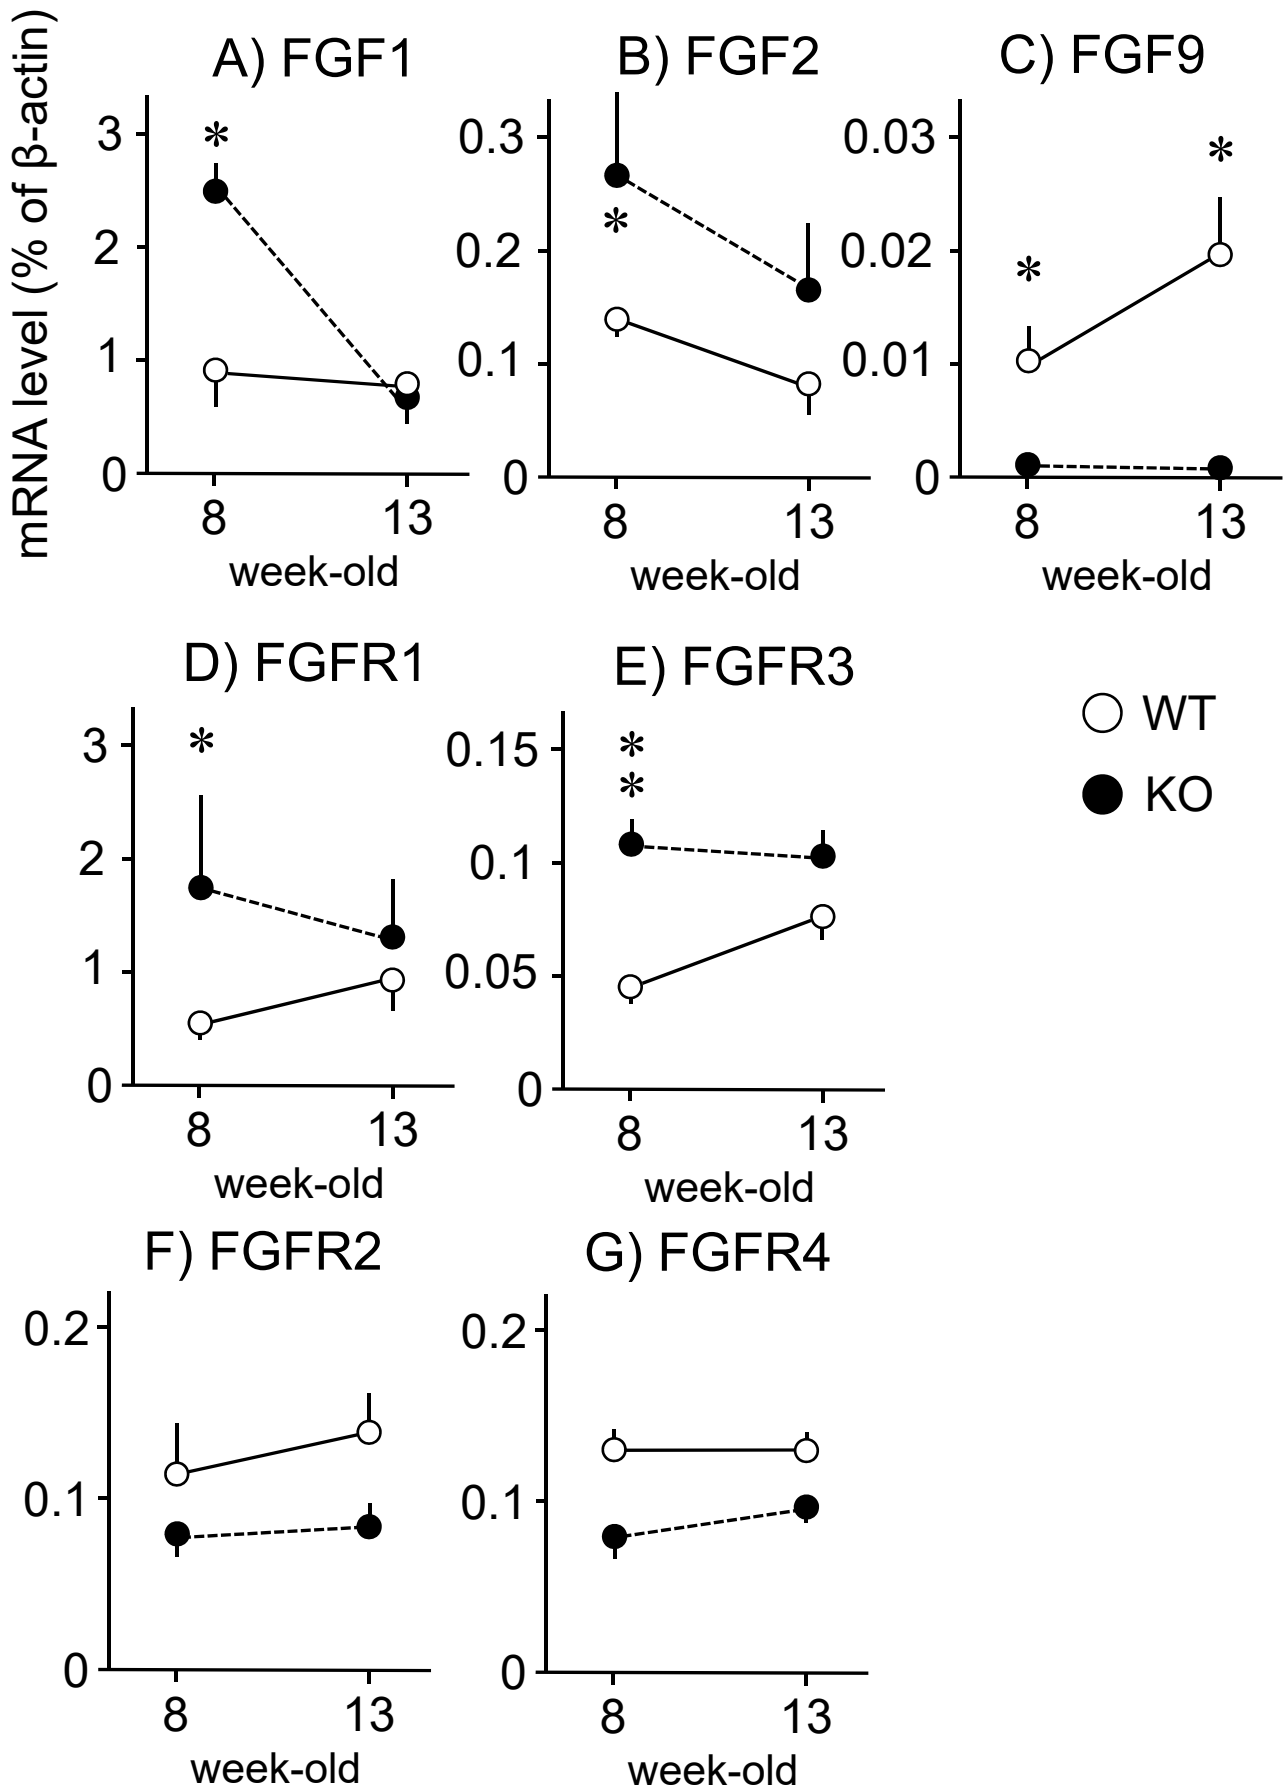 mRNA level (% of β-actin)
A) FGF1
3
2
1
0
*
8
13
week-old
B) FGF2
0.3
0.2
0.1
0
*
8
13
week-old
C) FGF9
0.03
0.02
0.01
0
*
*
8
13
week-old
D) FGFR1
3
2
1
0
*
8
13
week-old
E) FGFR3
0.15
0.1
0.05
0
*
*
8
13
week-old
WT
KO
F) FGFR2
0.2
0.1
0
8
13
week-old
G) FGFR4
0.2
0.1
0
8
13
week-old